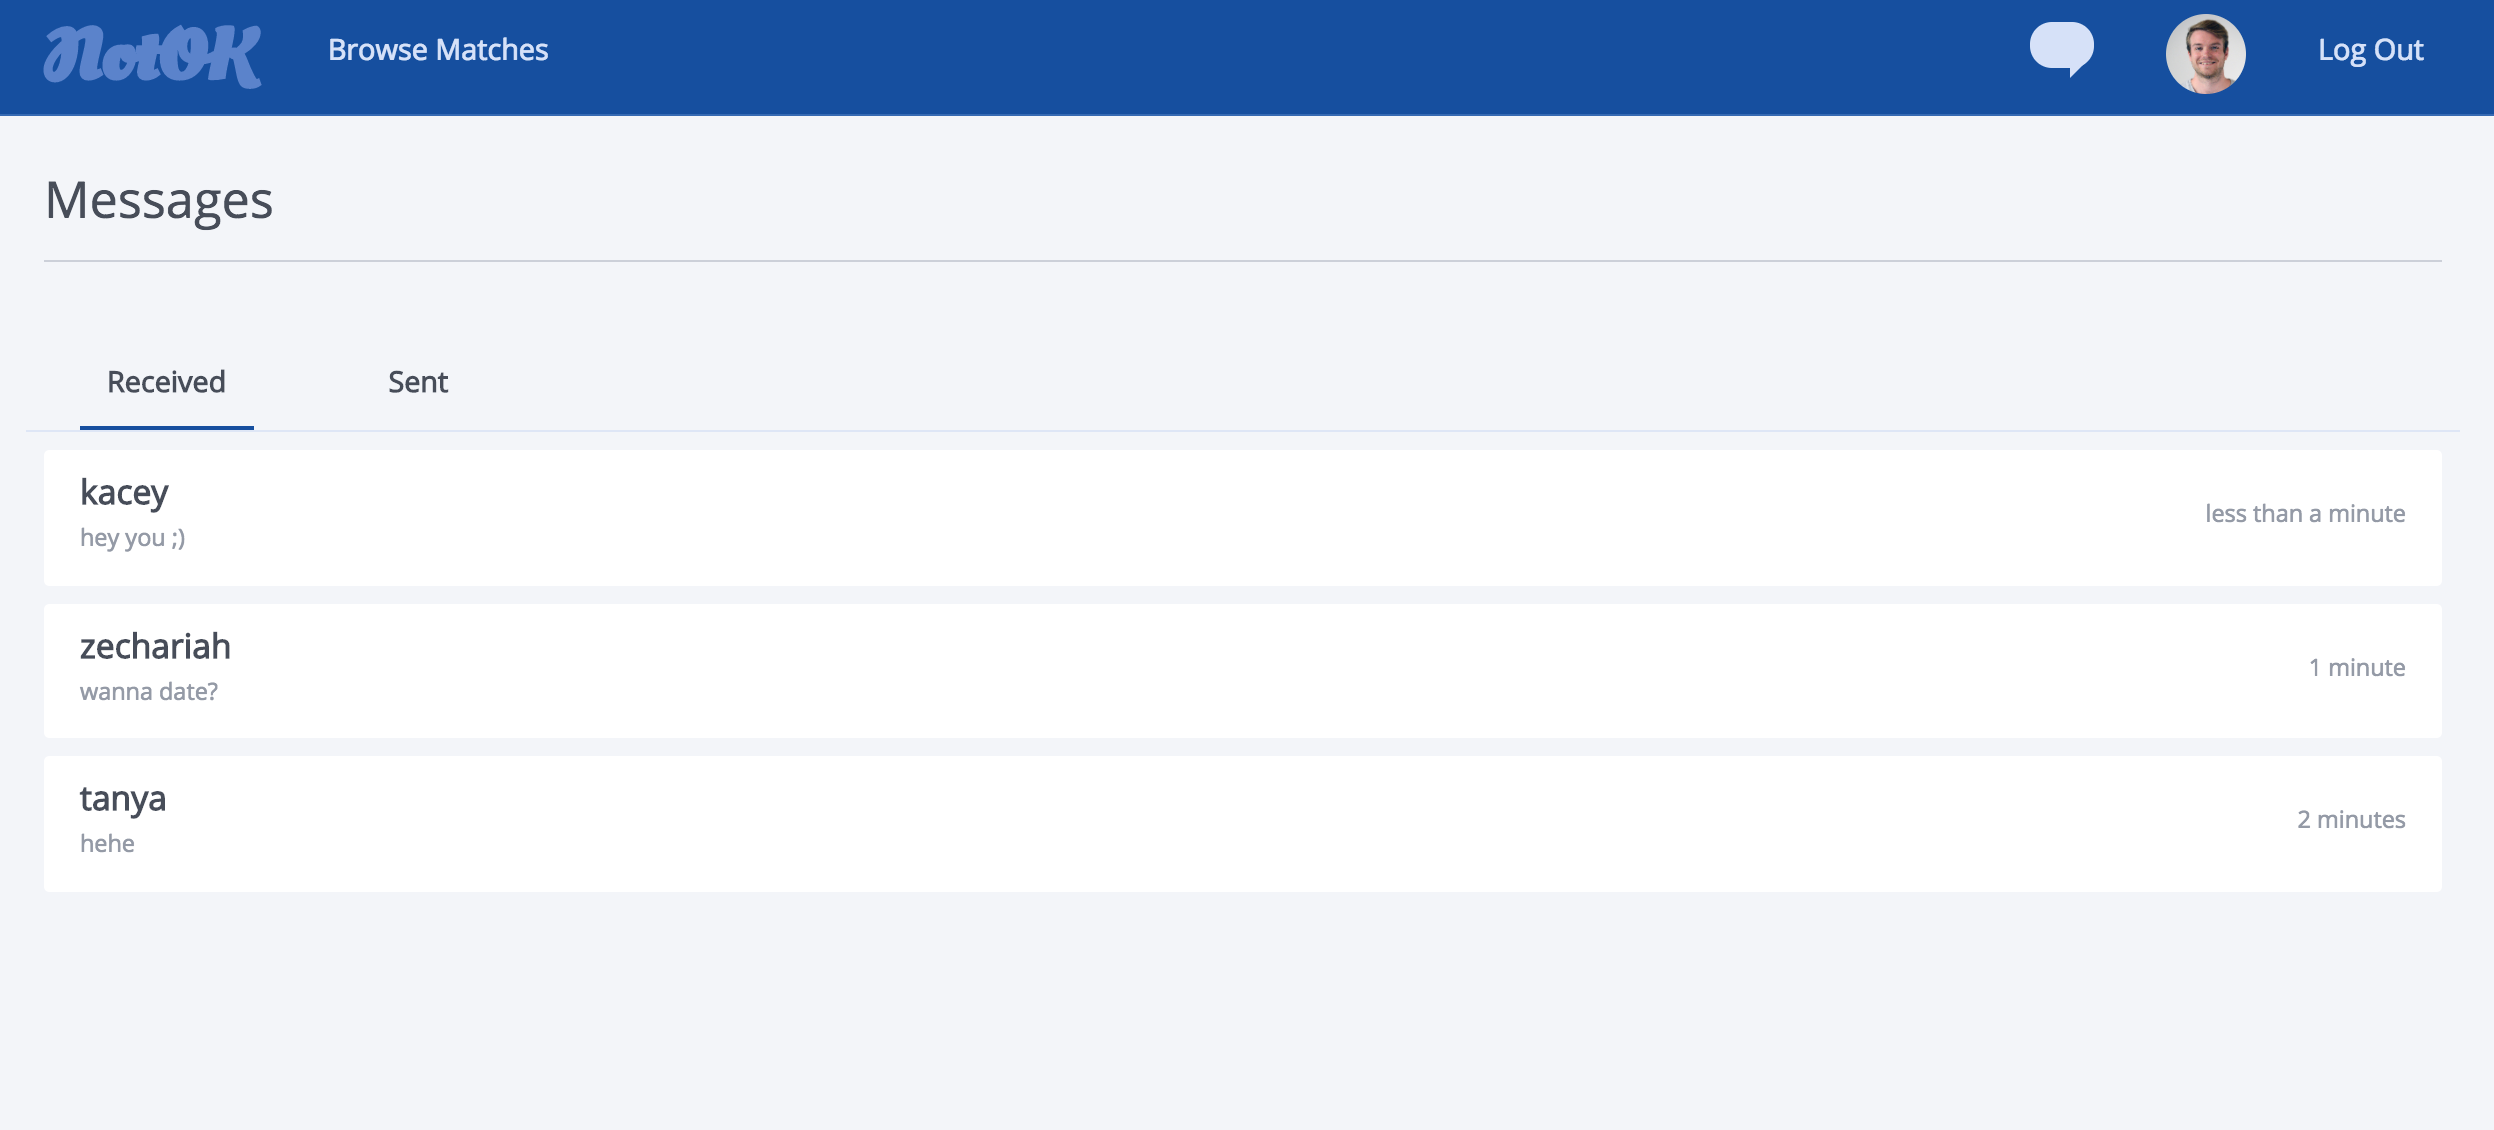 NotOK
Browse Matches
Log Out
Messages
Received
Sent
kacey
hey you ;)
less than a minute
zechariah
wanna date?
1 minute
tanya
hehe
2 minutes